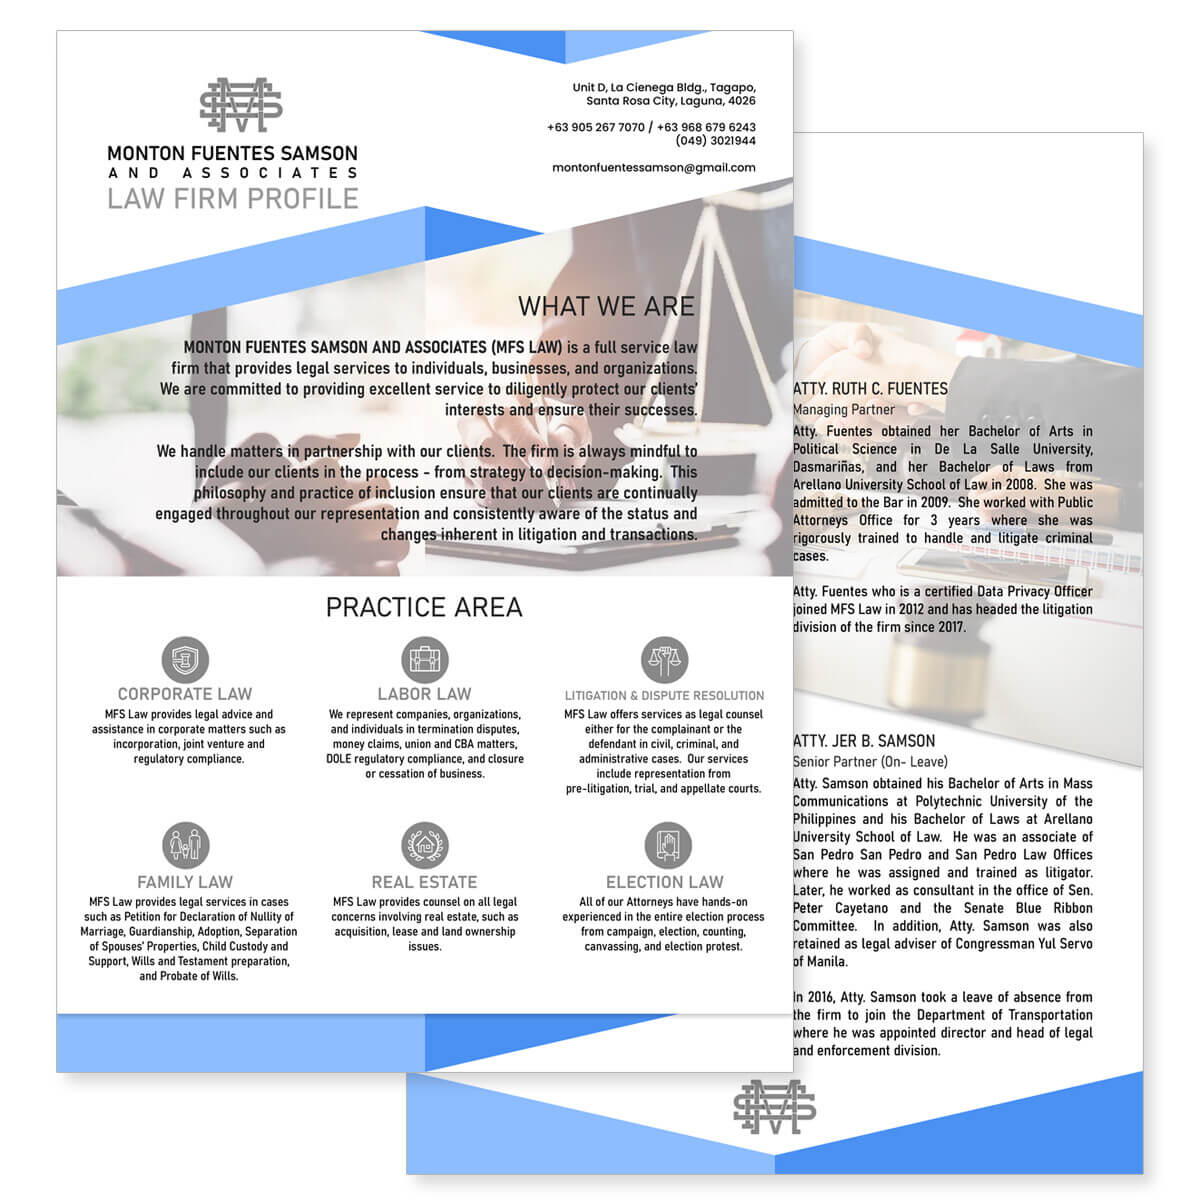 MONTON FUENTES SAMSON
AND ASSOCIATES
LAW FIRM PROFILE
Unit D, La Cienega Bldg., Tagapo,
Santa Rosa City, Laguna, 4026
+63 905 267 7070 / +63 968 679 6243
(049) 3021944
montonfuentessamson@gmail.com
WHAT WE ARE
MONTON FUENTES SAMSON AND ASSOCIATES (MFS LAW) is a full service law
firm that provides legal services to individuals, businesses, and organizations.
We are committed to providing excellent service to diligently protect our clients'
interests and ensure their successes.
We handle matters in partnership with our clients. The firm is always mindful to
include our clients in the process - from strategy to decision-making. This
philosophy and practice of inclusion ensure that our clients are continually
engaged throughout our representation and consistently aware of the status and
changes inherent in litigation and transactions.
PRACTICE AREA
CORPORATE LAW
MFS Law provides legal advice and
assistance in corporate matters such as
incorporation, joint venture and
regulatory compliance.
LABOR LAW
We represent companies, organizations,
and individuals in termination disputes,
money claims, union and CBA matters,
DOLE regulatory compliance, and closure
or cessation of business.
LITIGATION & DISPUTE RESOLUTION
MFS Law offers services as legal counsel
either for the complainant or the
defendant in civil, criminal, and
administrative cases. Our services
include representation from
pre-litigation, trial, and appellate courts.
FAMILY LAW
MFS Law provides legal services in cases
such as Petition for Declaration of Nullity of
Marriage, Guardianship, Adoption, Separation
of Spouses' Properties, Child Custody and
Support, Wills and Testament preparation,
and Probate of Wills.
REAL ESTATE
MFS Law provides counsel on all legal
concerns involving real estate, such as
acquisition, lease and land ownership
issues.
ELECTION LAW
All of our Attorneys have hands-on
experienced in the entire election process
from campaign, election, counting,
canvassing, and election protest.
ATTY. RUTH C. FUENTES
Managing Partner
Atty. Fuentes obtained her Bachelor of Arts in
Political Science in De La Salle University,
Dasmariñas, and her Bachelor of Laws from
Arellano University School of Law in 2008. She was
admitted to the Bar in 2009. She worked with Public
Attorneys Office for 3 years where she was
rigorously trained to handle and litigate criminal
cases.
Atty. Fuentes who is a certified Data Privacy Officer
joined MFS Law in 2012 and has headed the litigation
division of the firm since 2017.
ATTY. JER B. SAMSON
Senior Partner (On- Leave)
Atty. Samson obtained his Bachelor of Arts in Mass
Communications at Polytechnic University of the
Philippines and his Bachelor of Laws at Arellano
University School of Law. He was an associate of
San Pedro San Pedro and San Pedro Law Offices
where he was assigned and trained as litigator.
Later, he worked as consultant in the office of Sen.
Peter Cayetano and the Senate Blue Ribbon
Committee. In addition, Atty. Samson was also
retained as legal adviser of Congressman Yul Servo
of Manila.
In 2016, Atty. Samson took a leave of absence from
the firm to join the Department of Transportation
where he was appointed director and head of legal
and enforcement division.